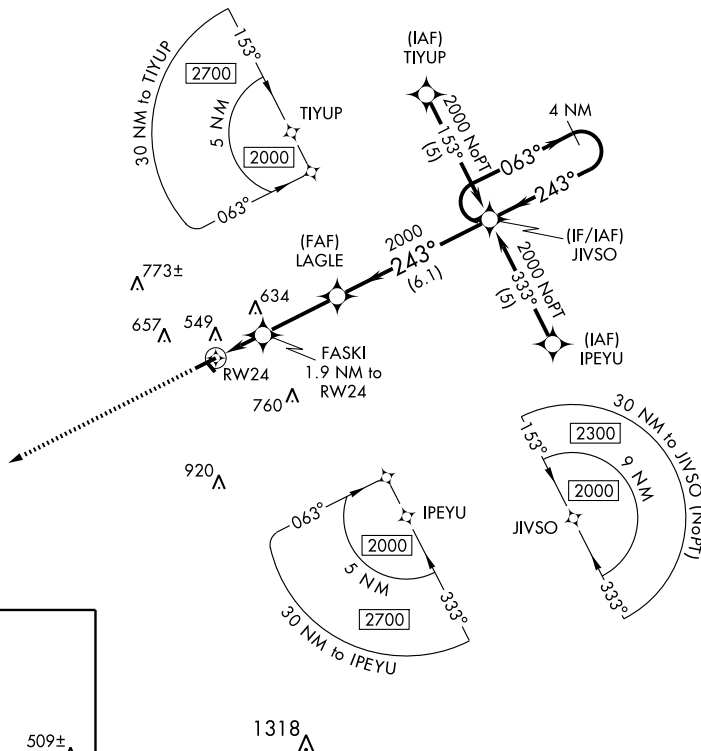 (IAF)
TIYUP
4 NM
2000 NoPT
153°
(5)
063°
243°
(IF/IAF)
JIVSO
2000 NoPT
333°
(5)
(IAF)
IPEYU
30 NM to TIYUP
153°
2700
5 NM
TIYUP
2000
063°
(FAF)
LAGLE
2000
243°
(6.1)
773±
657
549
634
RW24
FASKI
1.9 NM to
RW24
760
920
063°
IPEYU
2000
5 NM
2700
333°
30 NM to IPEYU
153°
2300
30 NM to JIVSO (NoPT)
9 NM
2000
JIVSO
333°
509±
1318